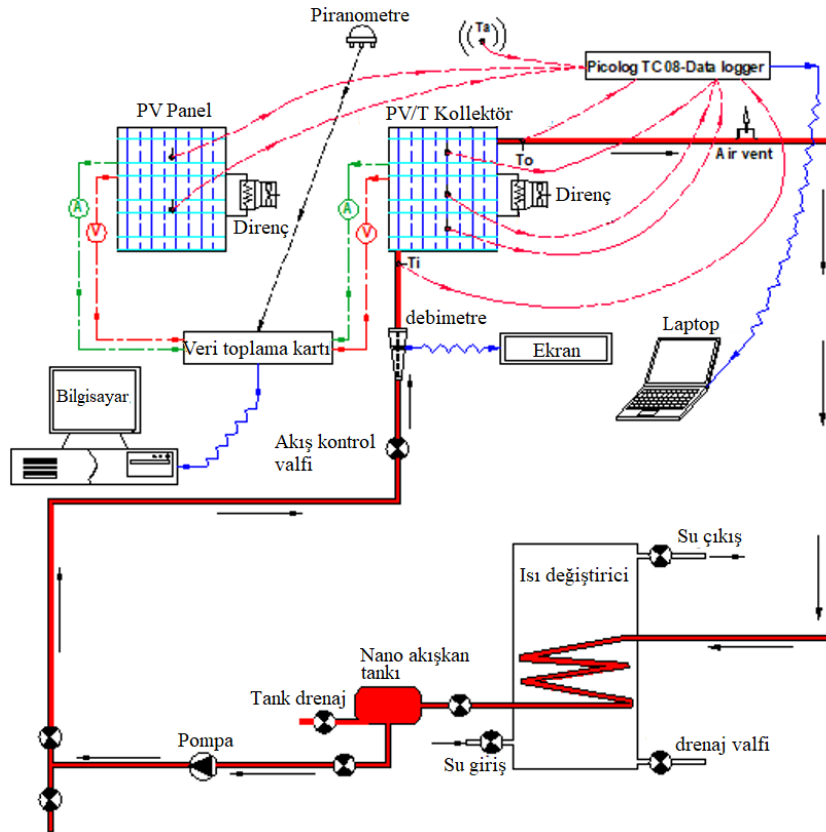 Piranometre
Ta
Picolog TC 08-Data logger
PV Panel
PV/T Kollektör
To
Air vent
A
V
Direnç
A
V
Direnç
Ti
debimetre
Laptop
Veri toplama kartı
Ekran
Bilgisayar
Akış kontrol
valfi
Su çıkış
Isı değiştirici
Nano akışkan
tankı
Tank drenaj
Pompa
Su giriş
drenaj valfi